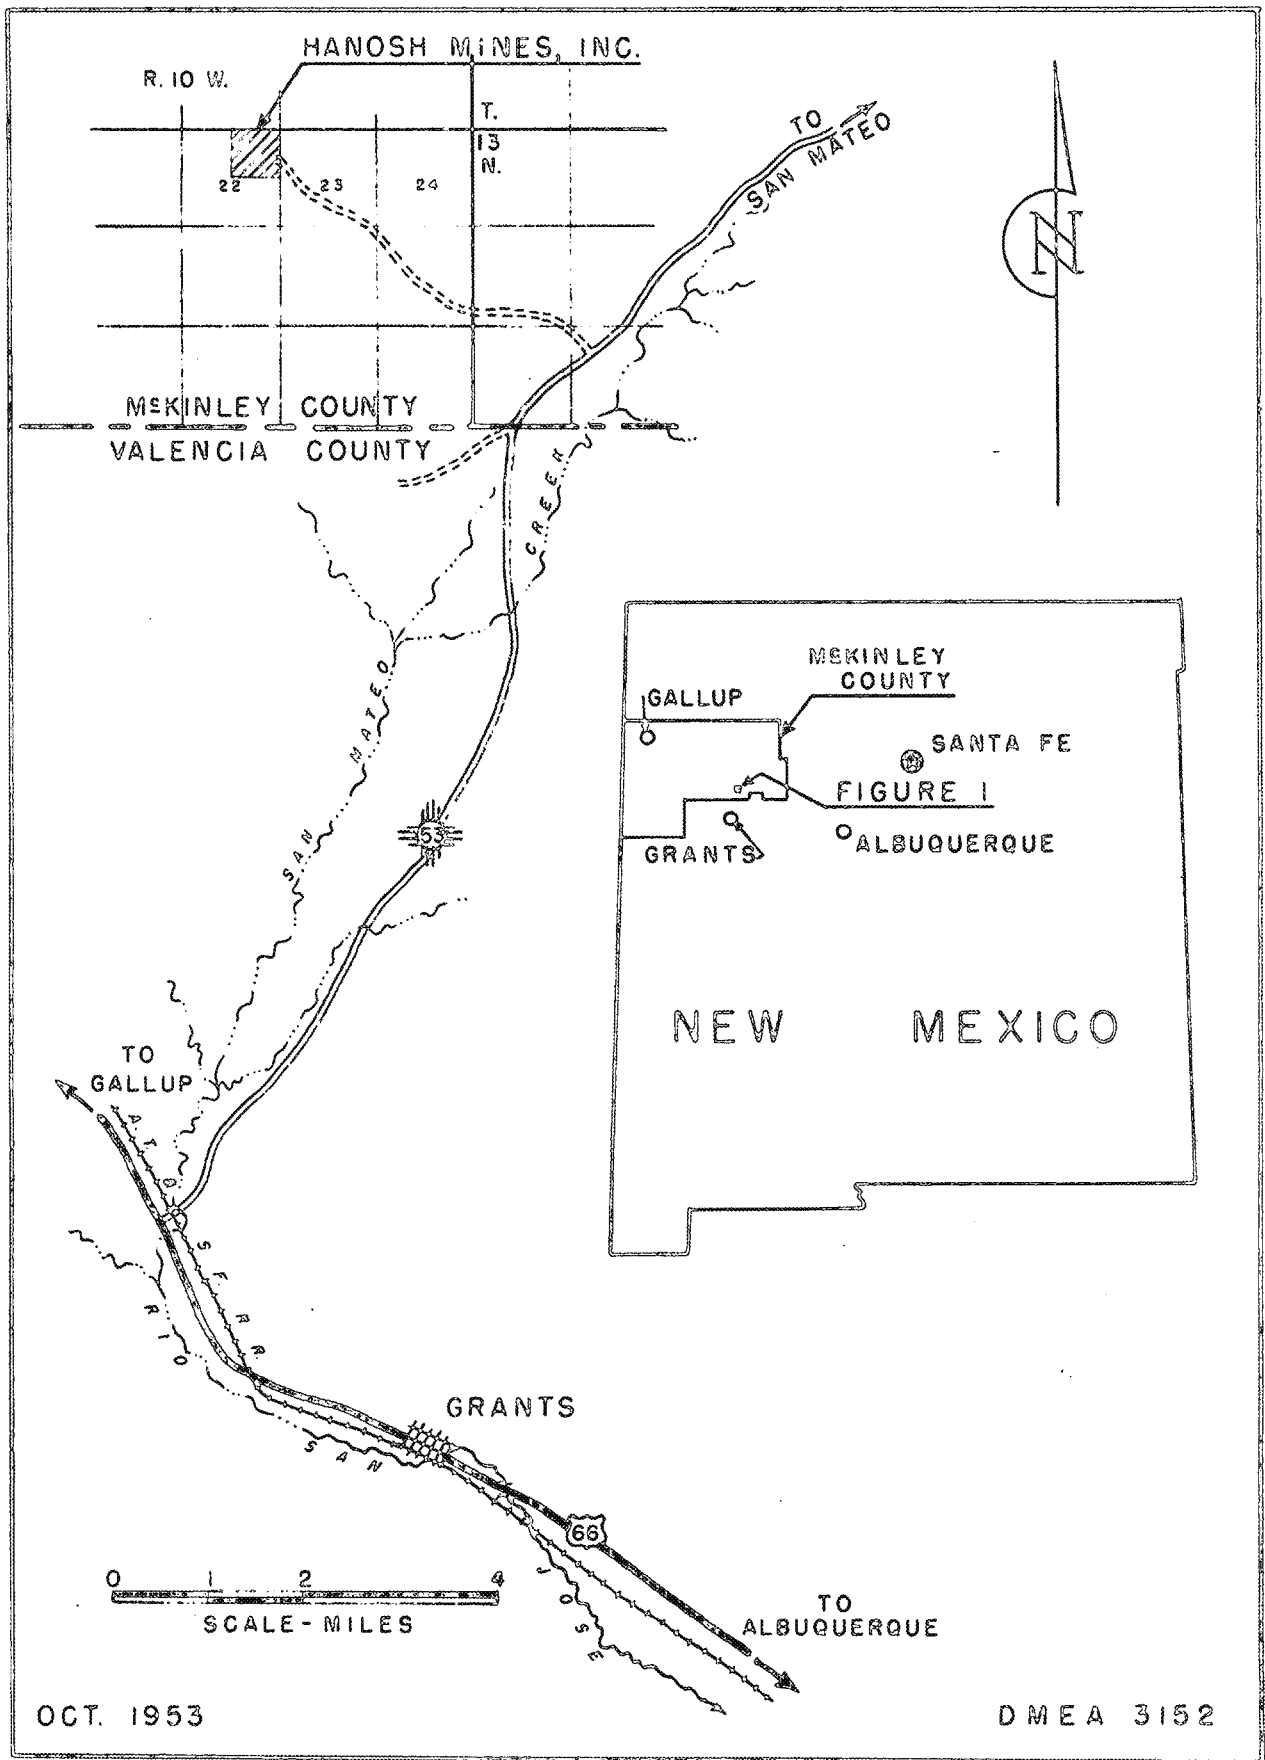 HANOSH MINES, INC.
R. 10 W.
T.
13
N.
22 23 24
TO
SAN MATEO
N
McKINLEY COUNTY
VALENCIA COUNTY
CREEK
SAN MATEO
53
McKINLEY
COUNTY
GALLUP
SANTA FE
FIGURE 1
GRANTS
ALBUQUERQUE
NEW MEXICO
TO
GALLUP
A. T. & S. F. R. R.
RIO SAN JOSE
GRANTS
66
0 1 2 4
SCALE - MILES
TO
ALBUQUERQUE
OCT. 1953
DMEA 3152